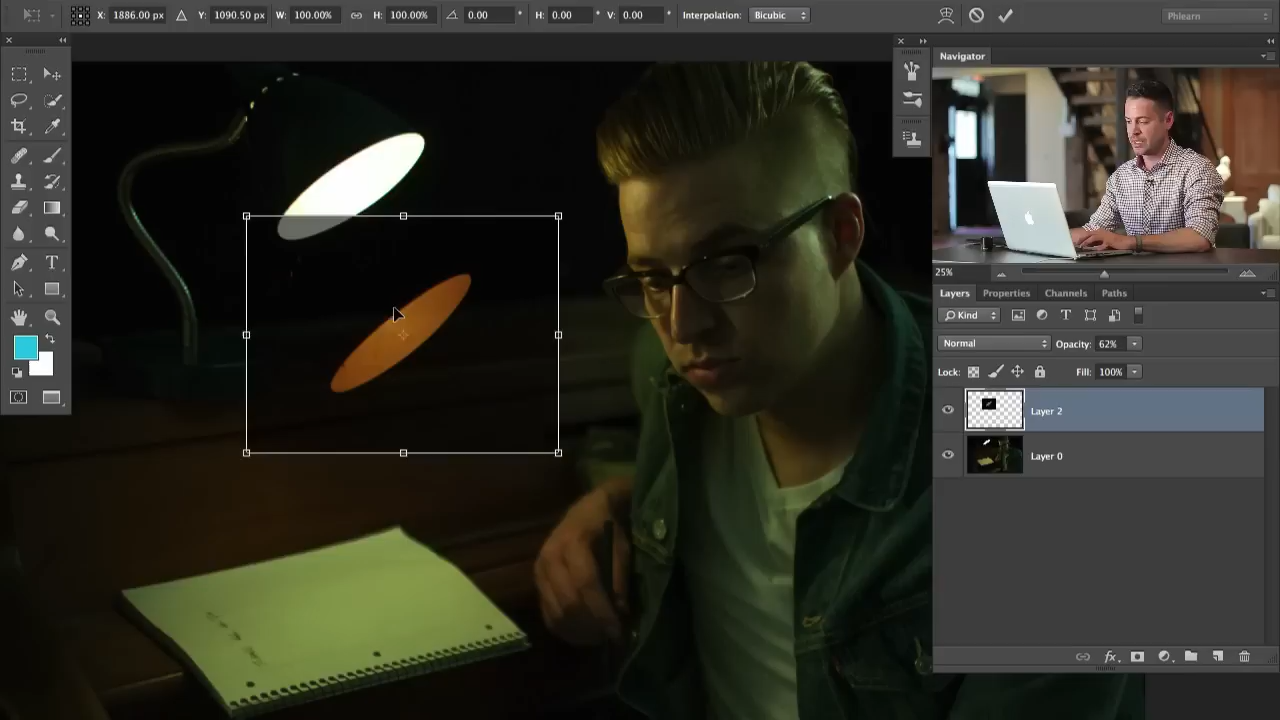 X: 1886.00 px Y: 1090.50 px W: 100.00% H: 100.00% 0.00 ° H: 0.00 ° V: 0.00 ° Interpolation: Bicubic Phlearn
Navigator
25%
Layers Properties Channels Paths
Kind
Normal Opacity: 62%
Lock: Fill: 100%
Layer 2
Layer 0